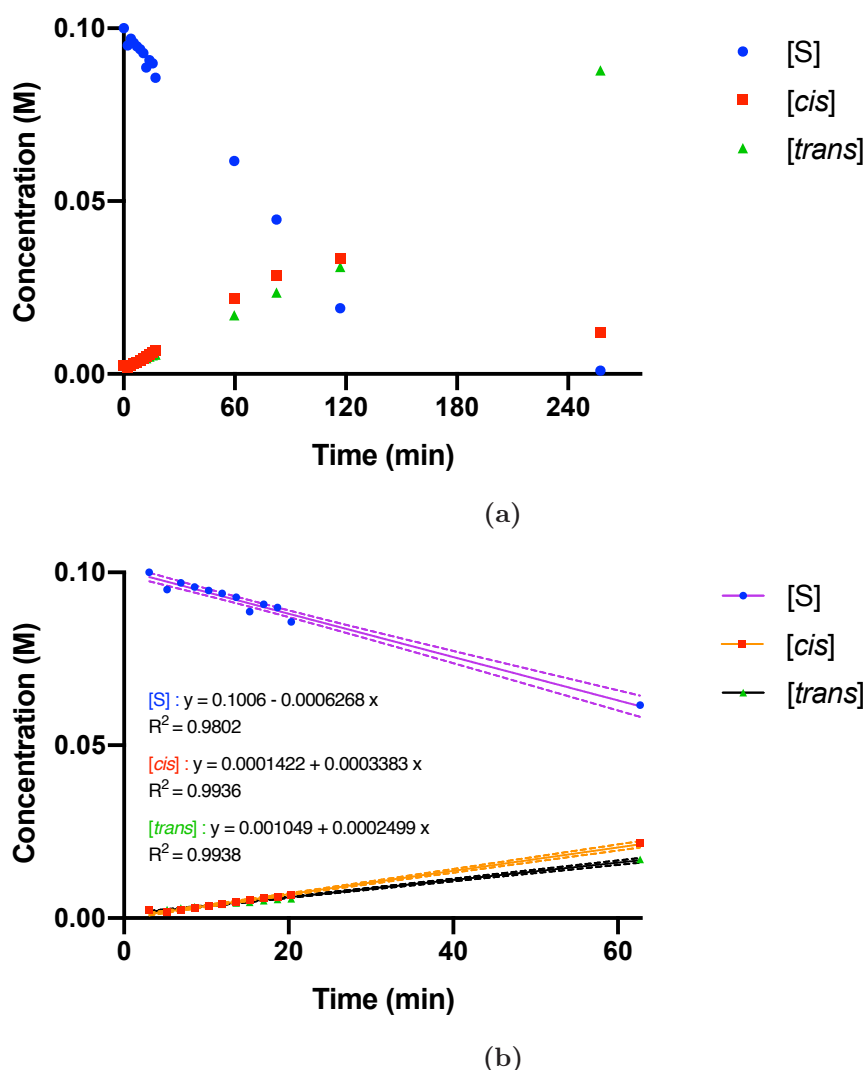 0.10
0.05
0.00
Concentration (M)
0
60
120
180
240
Time (min)
[S]
[cis]
[trans]
(a)
0.10
0.05
0.00
Concentration (M)
[S] : y = 0.1006 - 0.0006268 x
R² = 0.9802
[cis] : y = 0.0001422 + 0.0003383 x
R² = 0.9936
[trans] : y = 0.001049 + 0.0002499 x
R² = 0.9938
0
20
40
60
Time (min)
[S]
[cis]
[trans]
(b)